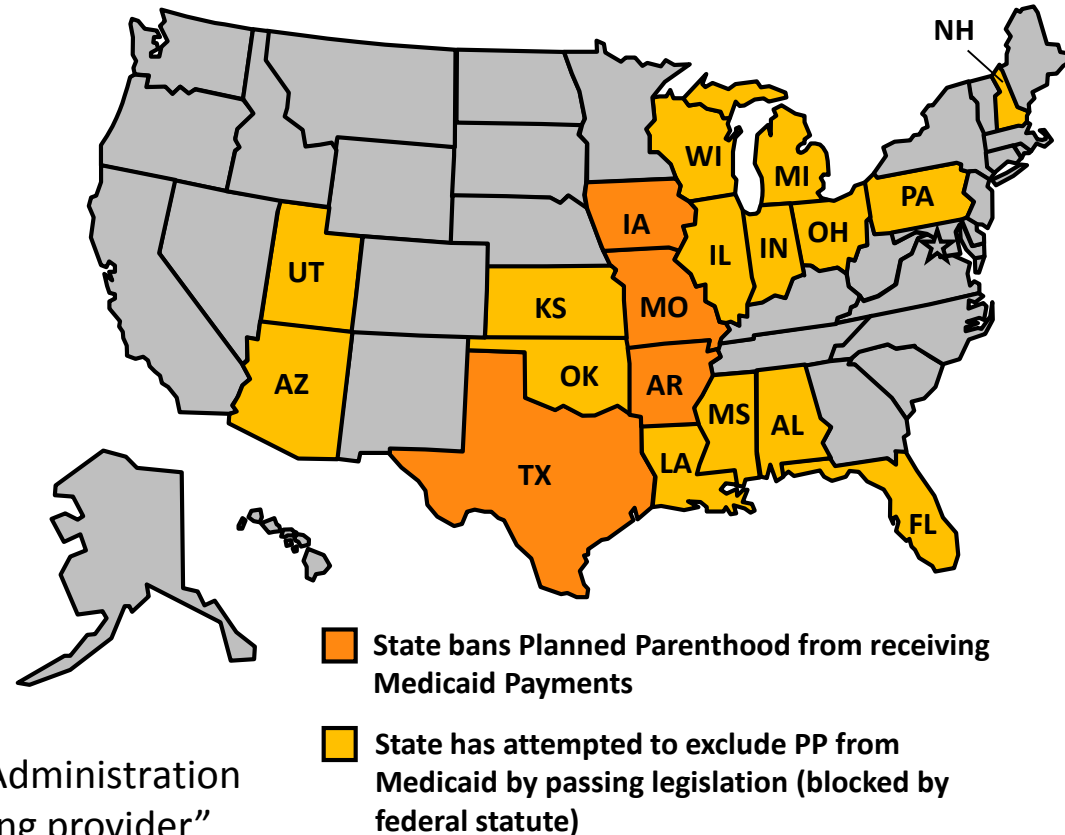 NH
WI
MI
PA
IA
OH
IL
IN
UT
KS
MO
AZ
OK
AR
MS
AL
LA
TX
FL
State bans Planned Parenthood from receiving
Medicaid Payments
State has attempted to exclude PP from
Medicaid by passing legislation (blocked by
federal statute)
Administration
ng provider”